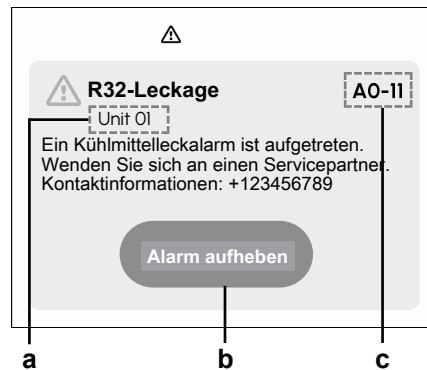 R32-Leckage
A0-11
Unit 01
Ein Kühlmittelleckalarm ist aufgetreten.
Wenden Sie sich an einen Servicepartner.
Kontaktinformationen: +123456789
Alarm aufheben
a
b
c